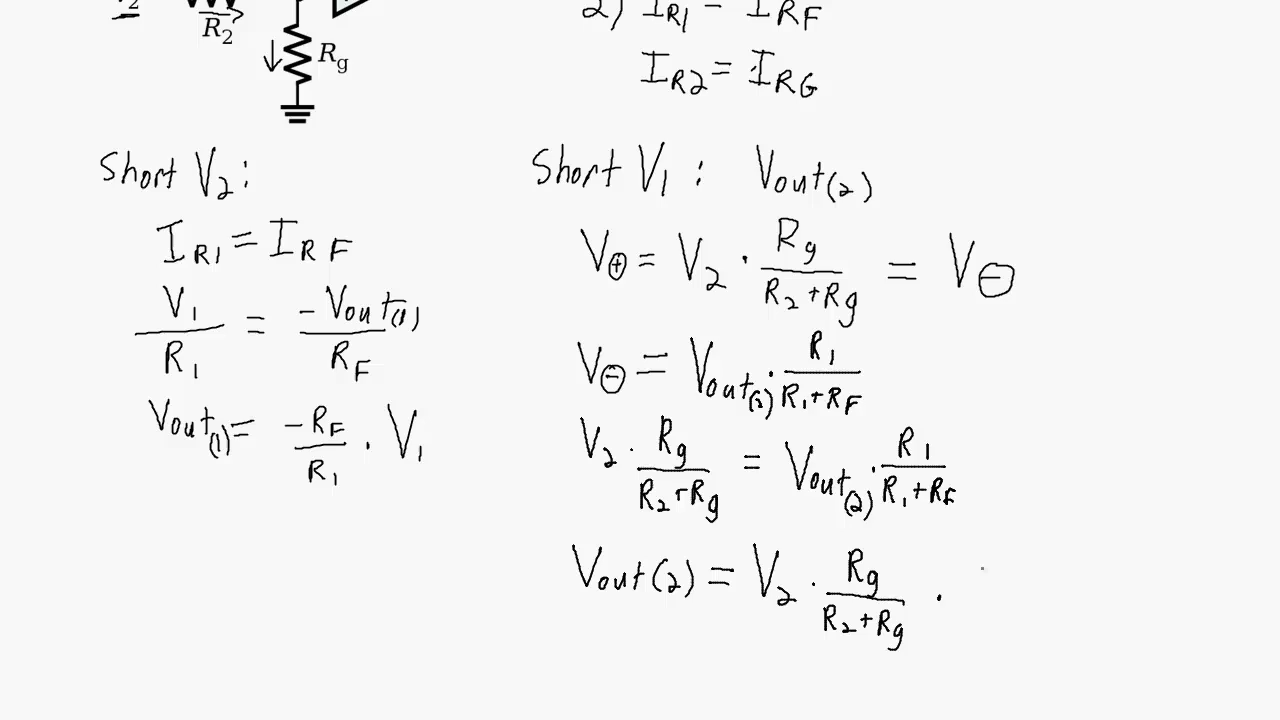 R2
Rg
2) IR1 = IRF
IR2 = IRG
Short V2:
IR1 = IRF
V1/R1 = -Vout(1)/RF
Vout(1) = -RF/R1 · V1
Short V1: Vout(2)
V⊕ = V2 · Rg/(R2+Rg) = V⊖
V⊖ = Vout(2) · R1/(R1+RF)
V2 · Rg/(R2+Rg) = Vout(2) · R1/(R1+RF)
Vout(2) = V2 · Rg/(R2+Rg) ·